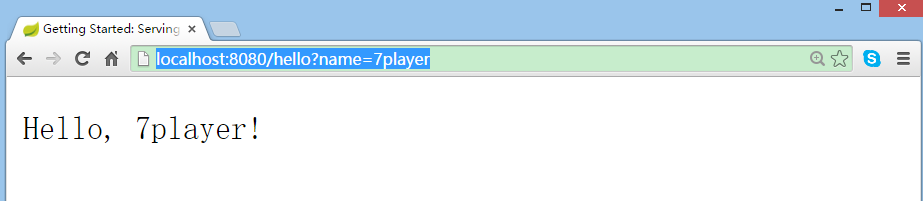 Getting Started: Serving
localhost:8080/hello?name=7player
Hello, 7player!